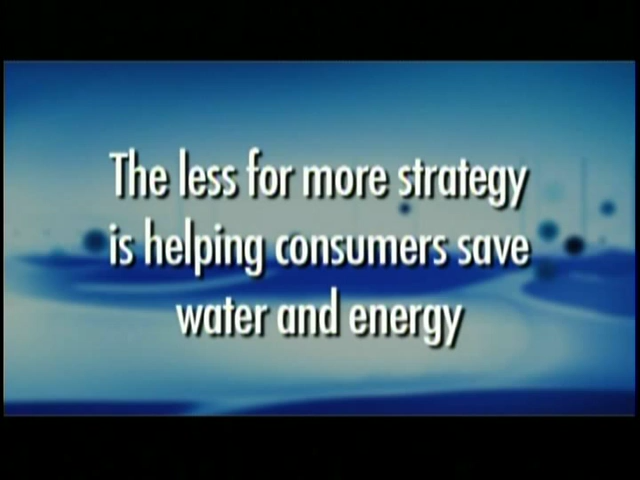 The less for more strategy
is helping consumers save
water and energy